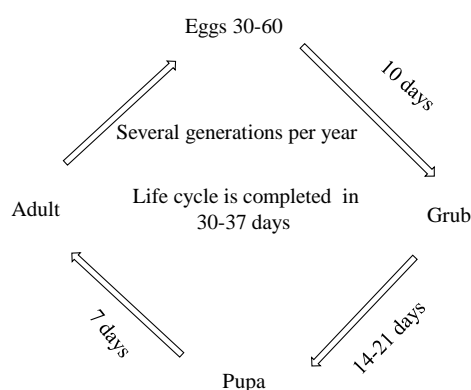 Eggs 30-60
10 days
Several generations per year
Adult
Life cycle is completed in
30-37 days
Grub
7 days
14-21 days
Pupa